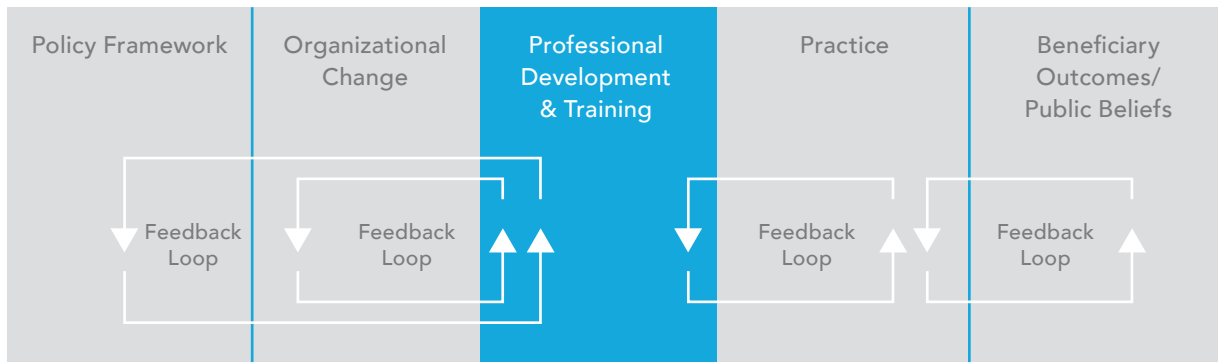 Policy Framework
Organizational
Change
Professional
Development
& Training
Practice
Beneficiary
Outcomes/
Public Beliefs
Feedback
Loop
Feedback
Loop
Feedback
Loop
Feedback
Loop